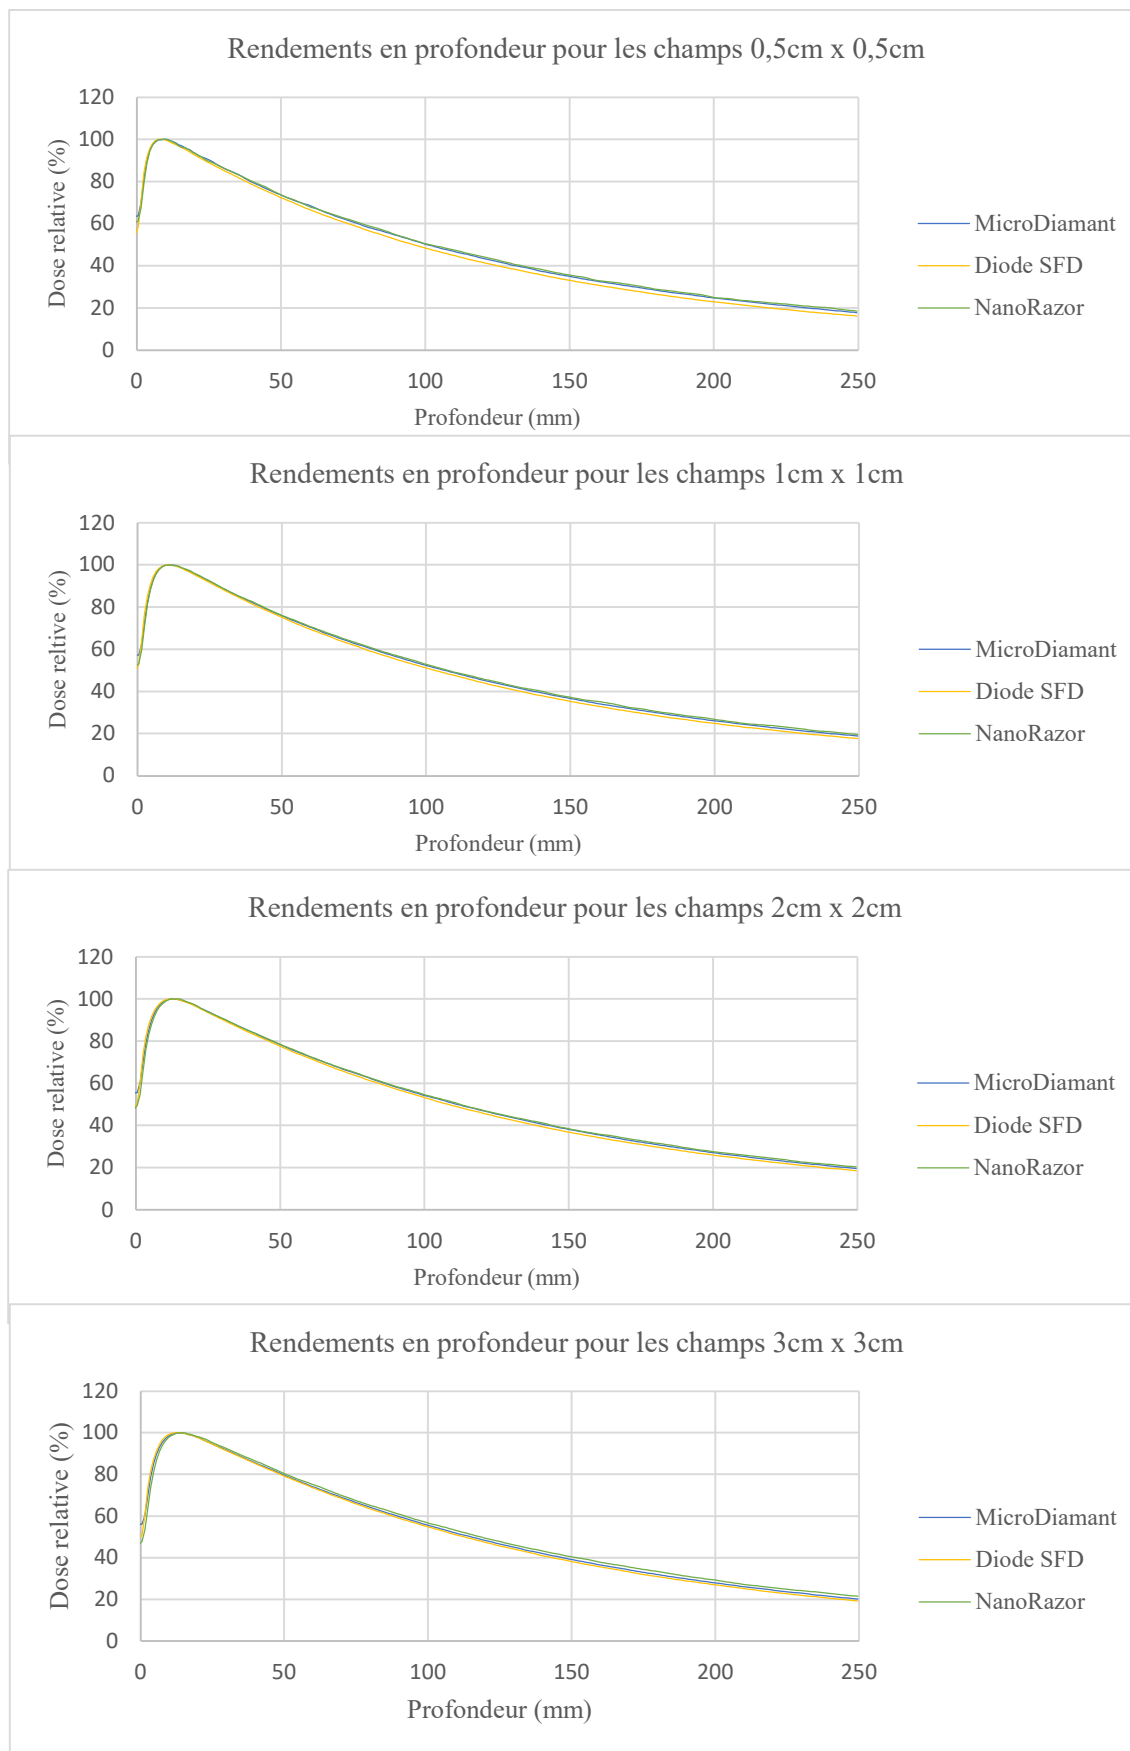 Rendements en profondeur pour les champs 0,5cm x 0,5cm
120
100
80
60
40
20
0
Dose relative (%)
0 50 100 150 200 250
Profondeur (mm)
MicroDiamant
Diode SFD
NanoRazor
Rendements en profondeur pour les champs 1cm x 1cm
120
100
80
60
40
20
0
Dose reltive (%)
0 50 100 150 200 250
Profondeur (mm)
MicroDiamant
Diode SFD
NanoRazor
Rendements en profondeur pour les champs 2cm x 2cm
120
100
80
60
40
20
0
Dose relative (%)
0 50 100 150 200 250
Profondeur (mm)
MicroDiamant
Diode SFD
NanoRazor
Rendements en profondeur pour les champs 3cm x 3cm
120
100
80
60
40
20
0
Dose relative (%)
0 50 100 150 200 250
Profondeur (mm)
MicroDiamant
Diode SFD
NanoRazor